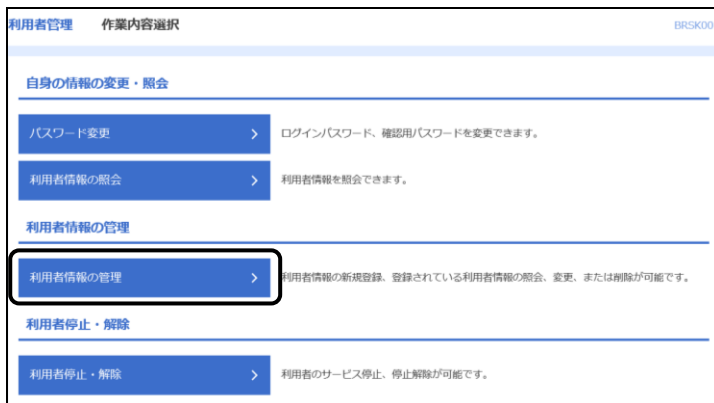 利用者管理 作業内容選択 BRSK00
自身の情報の変更・照会
パスワード変更 ログインパスワード、確認用パスワードを変更できます。
利用者情報の照会 利用者情報を照会できます。
利用者情報の管理
利用者情報の管理 利用者情報の新規登録、登録されている利用者情報の照会、変更、または削除が可能です。
利用者停止・解除
利用者停止・解除 利用者のサービス停止、停止解除が可能です。